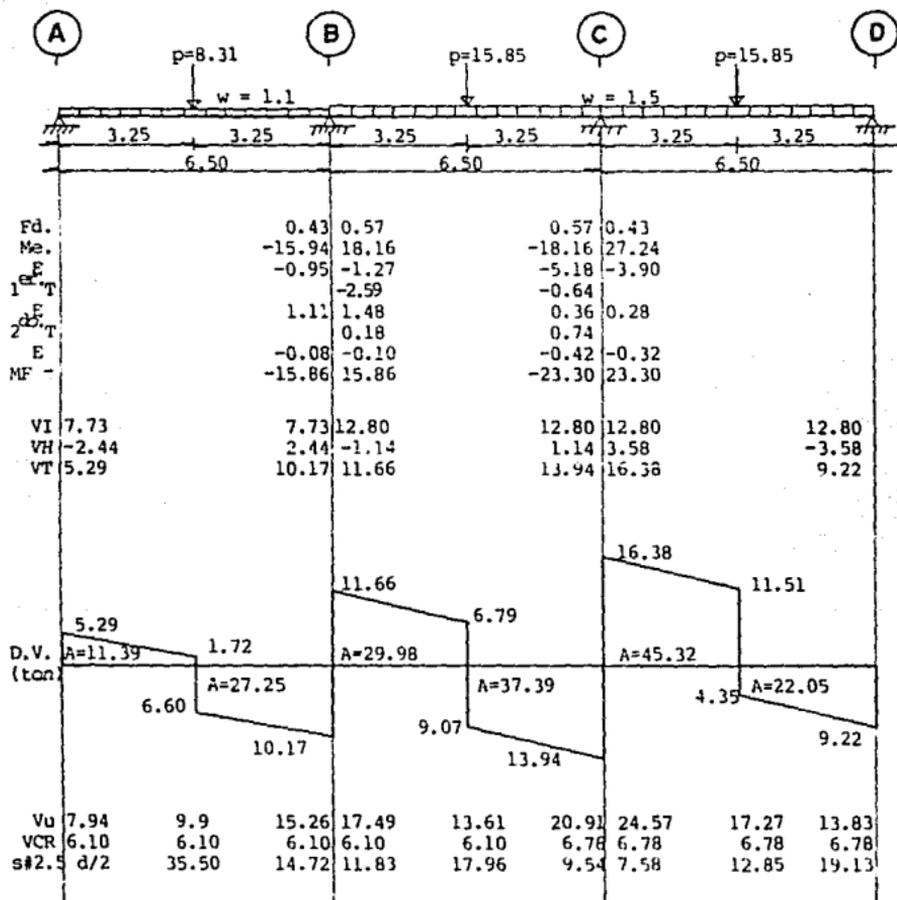 A B C D
p=8.31 p=15.85 p=15.85
w = 1.1 w = 1.5
3.25 3.25 3.25 3.25 3.25 3.25
6.50 6.50 6.50
Fd. 0.43 0.57 0.57 0.43
Me. -15.94 18.16 -18.16 27.24
E -0.95 -1.27 -5.18 -3.90
1er.T -2.59 -0.64
E 1.11 1.48 0.36 0.28
2do.T 0.18 0.74
E -0.08 -0.10 -0.42 -0.32
MF - -15.86 15.86 -23.30 23.30
VI 7.73 7.73 12.80 12.80 12.80 12.80
VH -2.44 2.44 -1.14 1.14 3.58 -3.58
VT 5.29 10.17 11.66 13.94 16.38 9.22
16.38
11.66 11.51
5.29 6.79
1.72
D.V. A=11.39 A=29.98 A=45.32
(ton) A=27.25 A=37.39 A=22.05
6.60 4.35
9.07
10.17 13.94 9.22
Vu 7.94 9.9 15.26 17.49 13.61 20.91 24.57 17.27 13.83
VCR 6.10 6.10 6.10 6.10 6.10 6.78 6.78 6.78 6.78
s#2.5 d/2 35.50 14.72 11.83 17.96 9.54 7.58 12.85 19.13